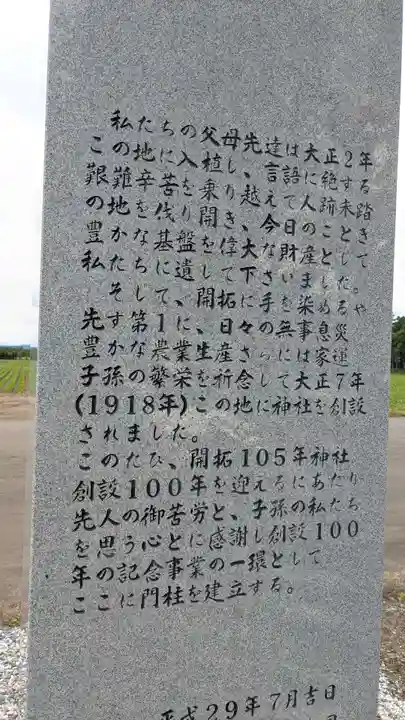 私たちの父母先達は大正2年
この地に入植し、言語に絶する
艱難辛苦を乗り越え、人跡未踏
の地を開き、今日の
豊かな基盤を偉大な財産として
私たちに遺して下さいました。
そして、開拓に手を染めるや
先ず第1に、日々の無事息災
豊かな農業生産さらには家運
子孫の繁栄を祈念して大正7年
(1918年)この地に神社を創設
されました。
このたび、開拓105年神社
創設100年を迎えるにあたり
先人の御苦労と、子孫の私たち
を思う心とに感謝し創設100
年の記念事業の一環として
ここに門柱を建立する。
平成29年7月吉日